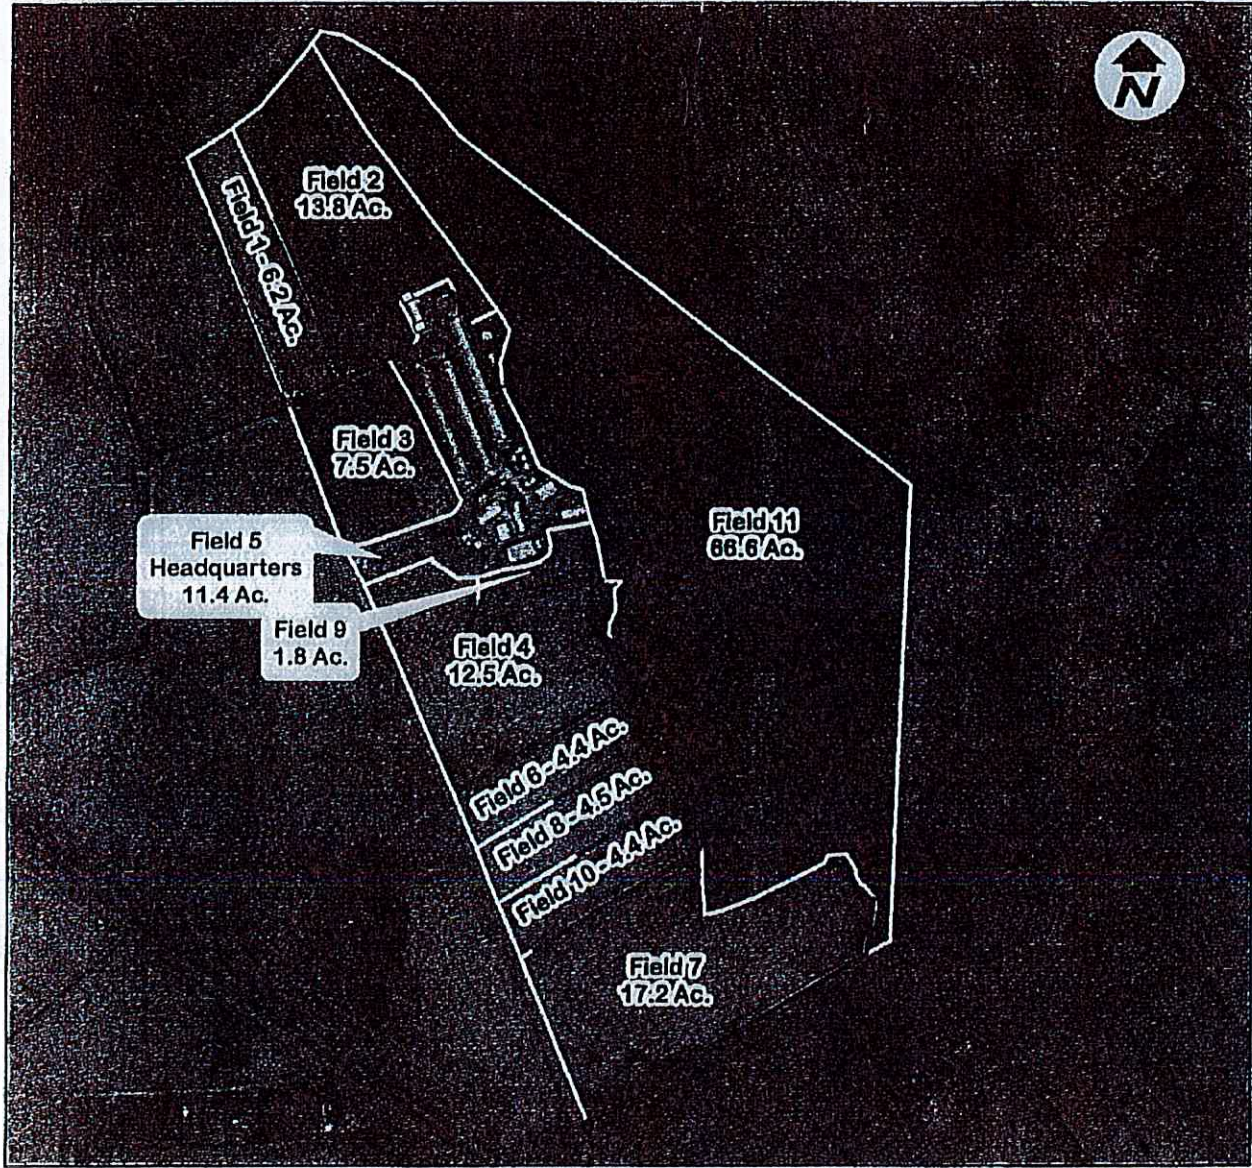 N
Field 2
13.8 Ac.
Field 1 - 6.2 Ac.
Field 3
7.5 Ac.
Field 11
66.6 Ac.
Field 5
Headquarters
11.4 Ac.
Field 9
1.8 Ac.
Field 4
12.5 Ac.
Field 6 - 4.4 Ac.
Field 8 - 4.5 Ac.
Field 10 - 4.4 Ac.
Field 7
17.2 Ac.